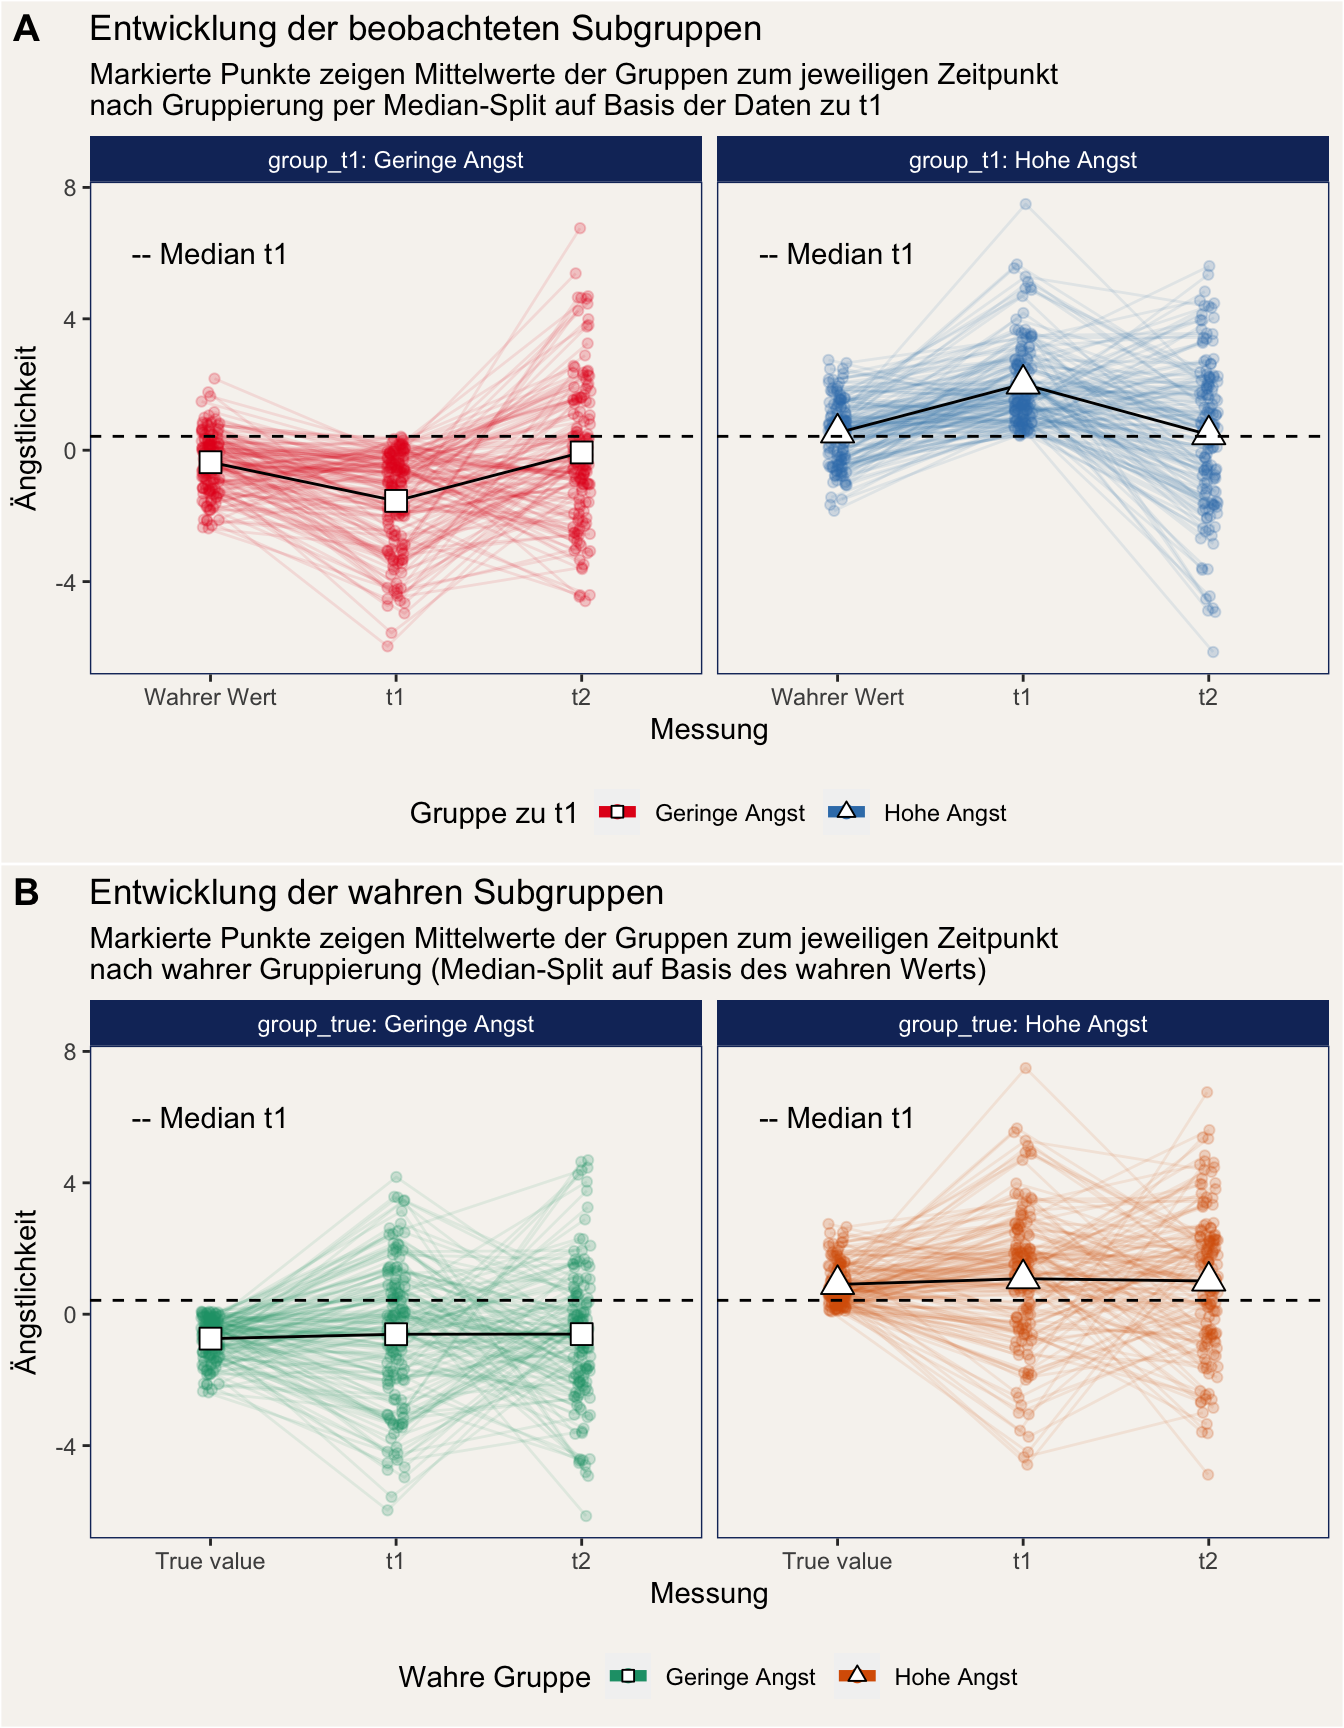 A
Entwicklung der beobachteten Subgruppen
Markierte Punkte zeigen Mittelwerte der Gruppen zum jeweiligen Zeitpunkt
nach Gruppierung per Median-Split auf Basis der Daten zu t1
group_t1: Geringe Angst
group_t1: Hohe Angst
8
4
0
-4
Ängstlichkeit
-- Median t1
-- Median t1
Wahrer Wert
t1
t2
Wahrer Wert
t1
t2
Messung
Gruppe zu t1
Geringe Angst
Hohe Angst
B
Entwicklung der wahren Subgruppen
Markierte Punkte zeigen Mittelwerte der Gruppen zum jeweiligen Zeitpunkt
nach wahrer Gruppierung (Median-Split auf Basis des wahren Werts)
group_true: Geringe Angst
group_true: Hohe Angst
8
4
0
-4
Ängstlichkeit
-- Median t1
-- Median t1
True value
t1
t2
True value
t1
t2
Messung
Wahre Gruppe
Geringe Angst
Hohe Angst